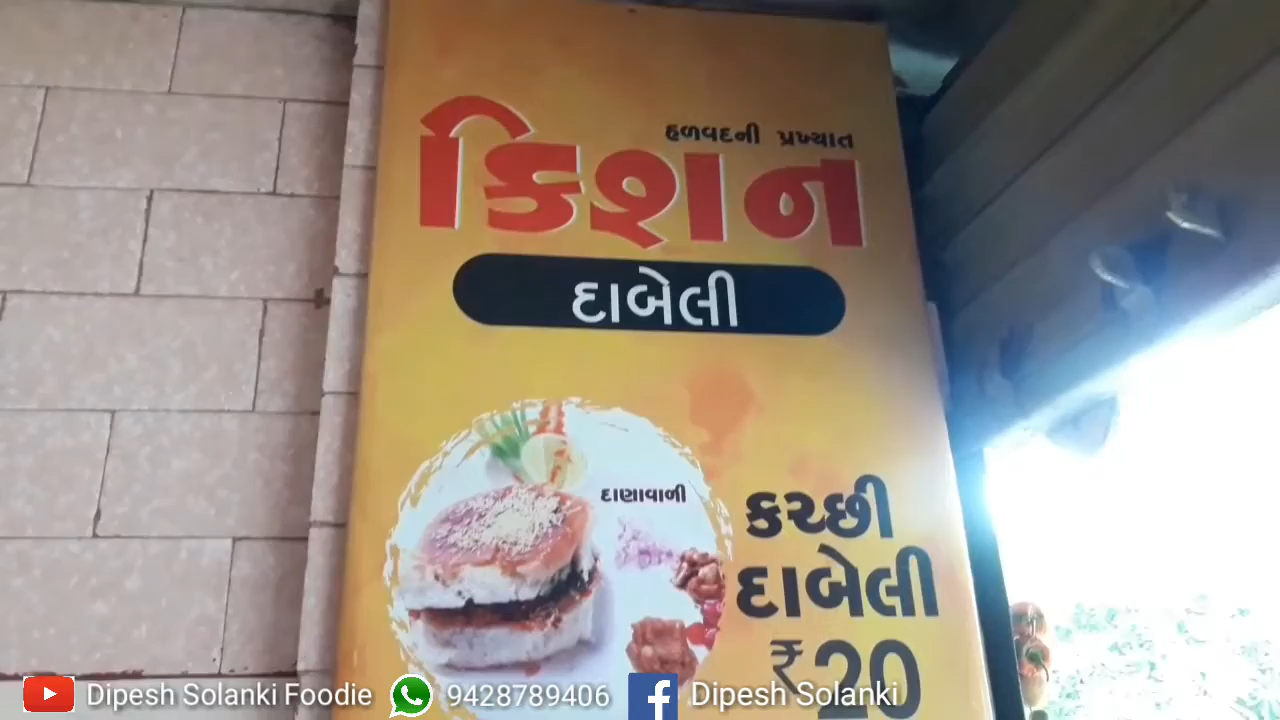 હળવદની પ્રખ્યાત
કિશન
દાબેલી
દાણાવાળી
કચ્છી
દાબેલી
₹20
Dipesh Solanki Foodie 9428789406 Dipesh Solanki